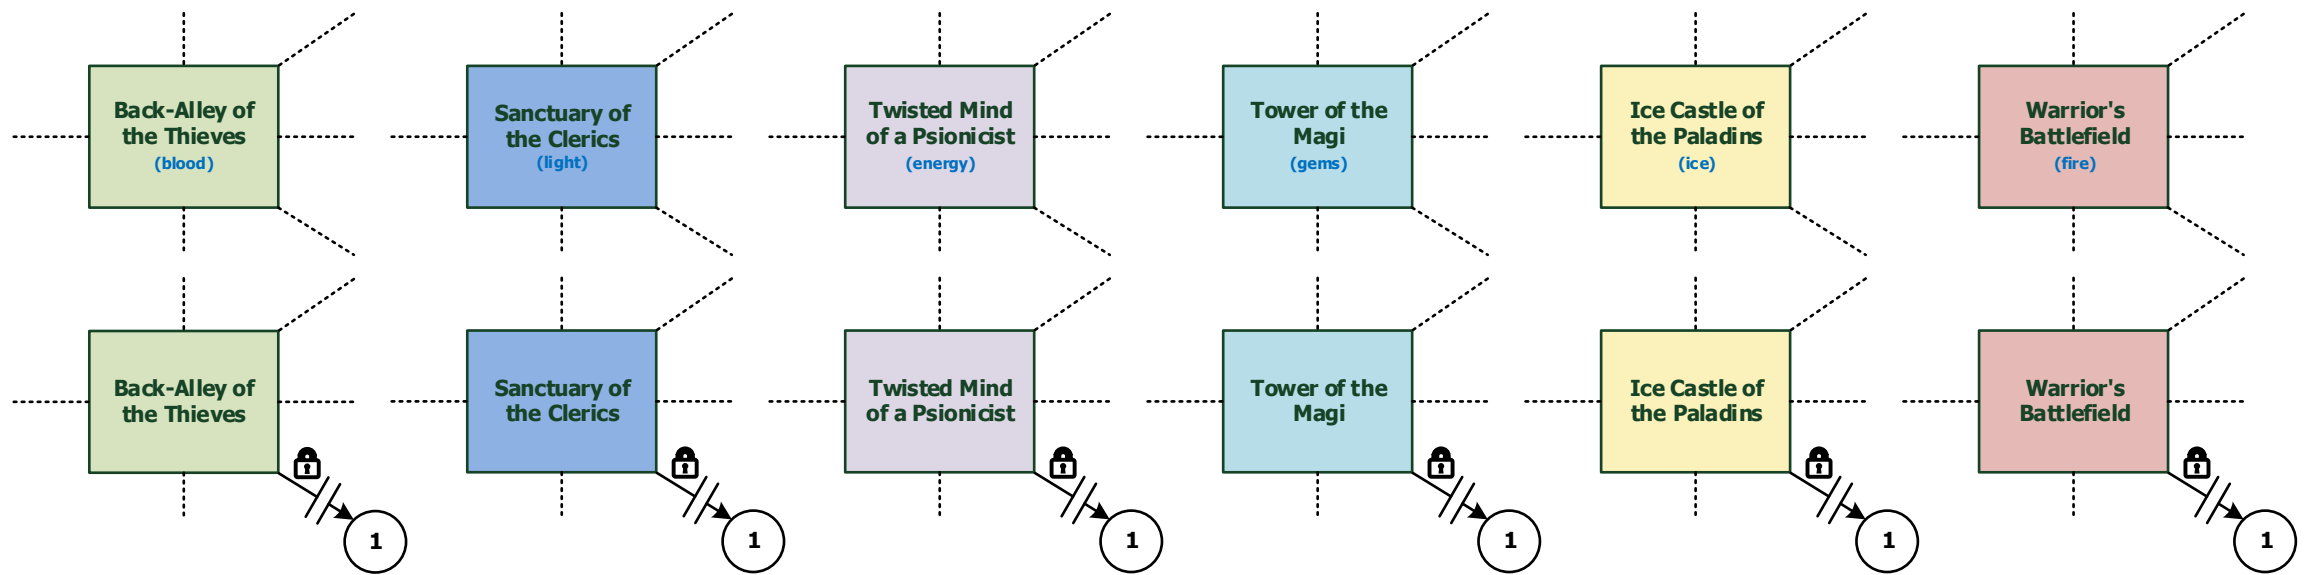 Back-Alley of
the Thieves
(blood)
Sanctuary of
the Clerics
(light)
Twisted Mind
of a Psionicist
(energy)
Tower of the
Magi
(gems)
Ice Castle of
the Paladins
(ice)
Warrior's
Battlefield
(fire)
Back-Alley of
the Thieves
1
Sanctuary of
the Clerics
1
Twisted Mind
of a Psionicist
1
Tower of the
Magi
1
Ice Castle of
the Paladins
1
Warrior's
Battlefield
1